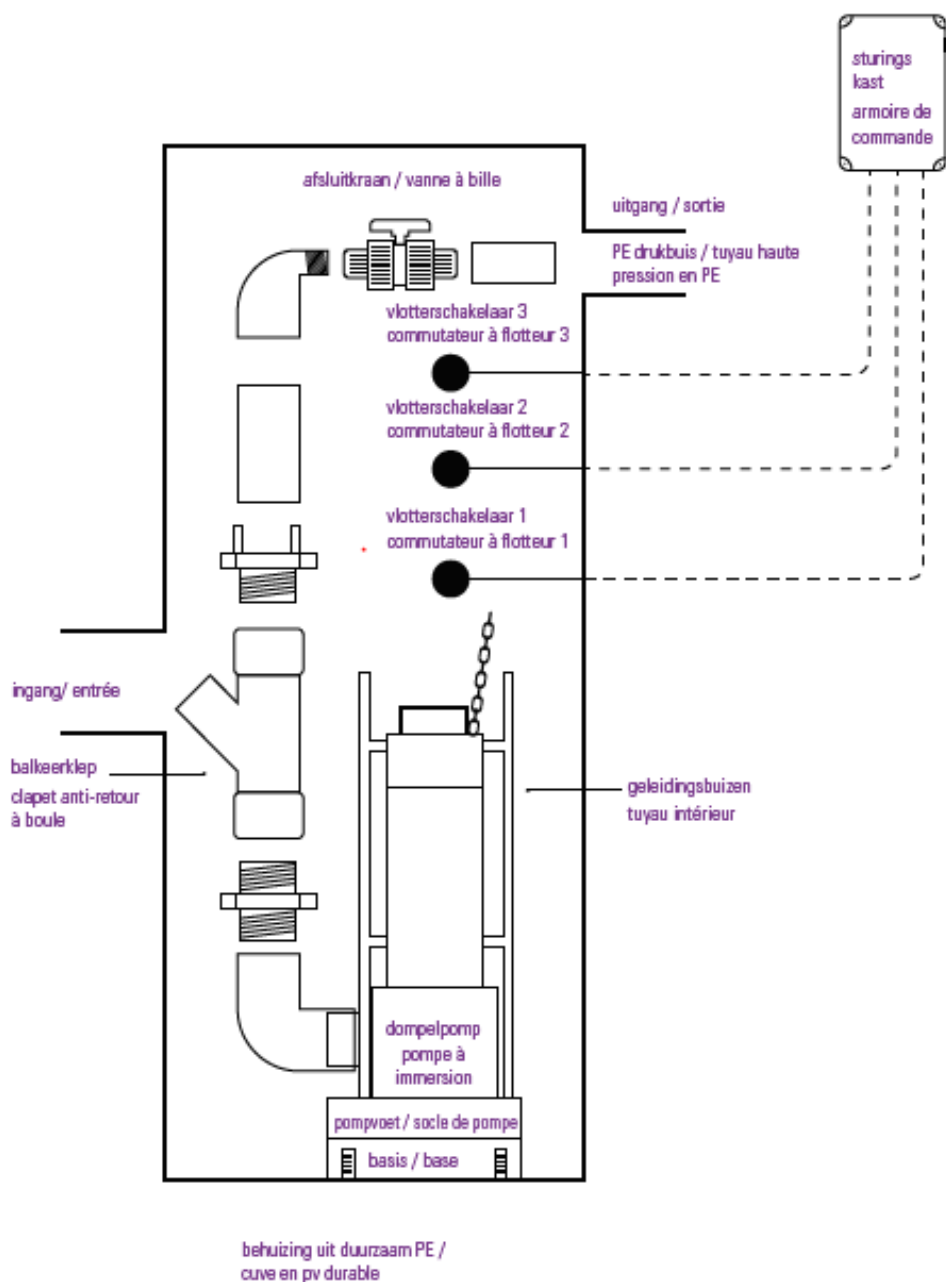 sturings
kast
armoire de
commande
afsluitkraan / vanne à bille
uitgang / sortie
PE drukbuis / tuyau haute
pression en PE
vlotterschakelaar 3
commutateur à flotteur 3
vlotterschakelaar 2
commutateur à flotteur 2
vlotterschakelaar 1
commutateur à flotteur 1
ingang/ entrée
balkeerklep
clapet anti-retour
à boule
geleidingsbuizen
tuyau intérieur
dompelpomp
pompe à
immersion
pompvoet / socle de pompe
basis / base
behuizing uit duurzaam PE /
cuve en pv durable